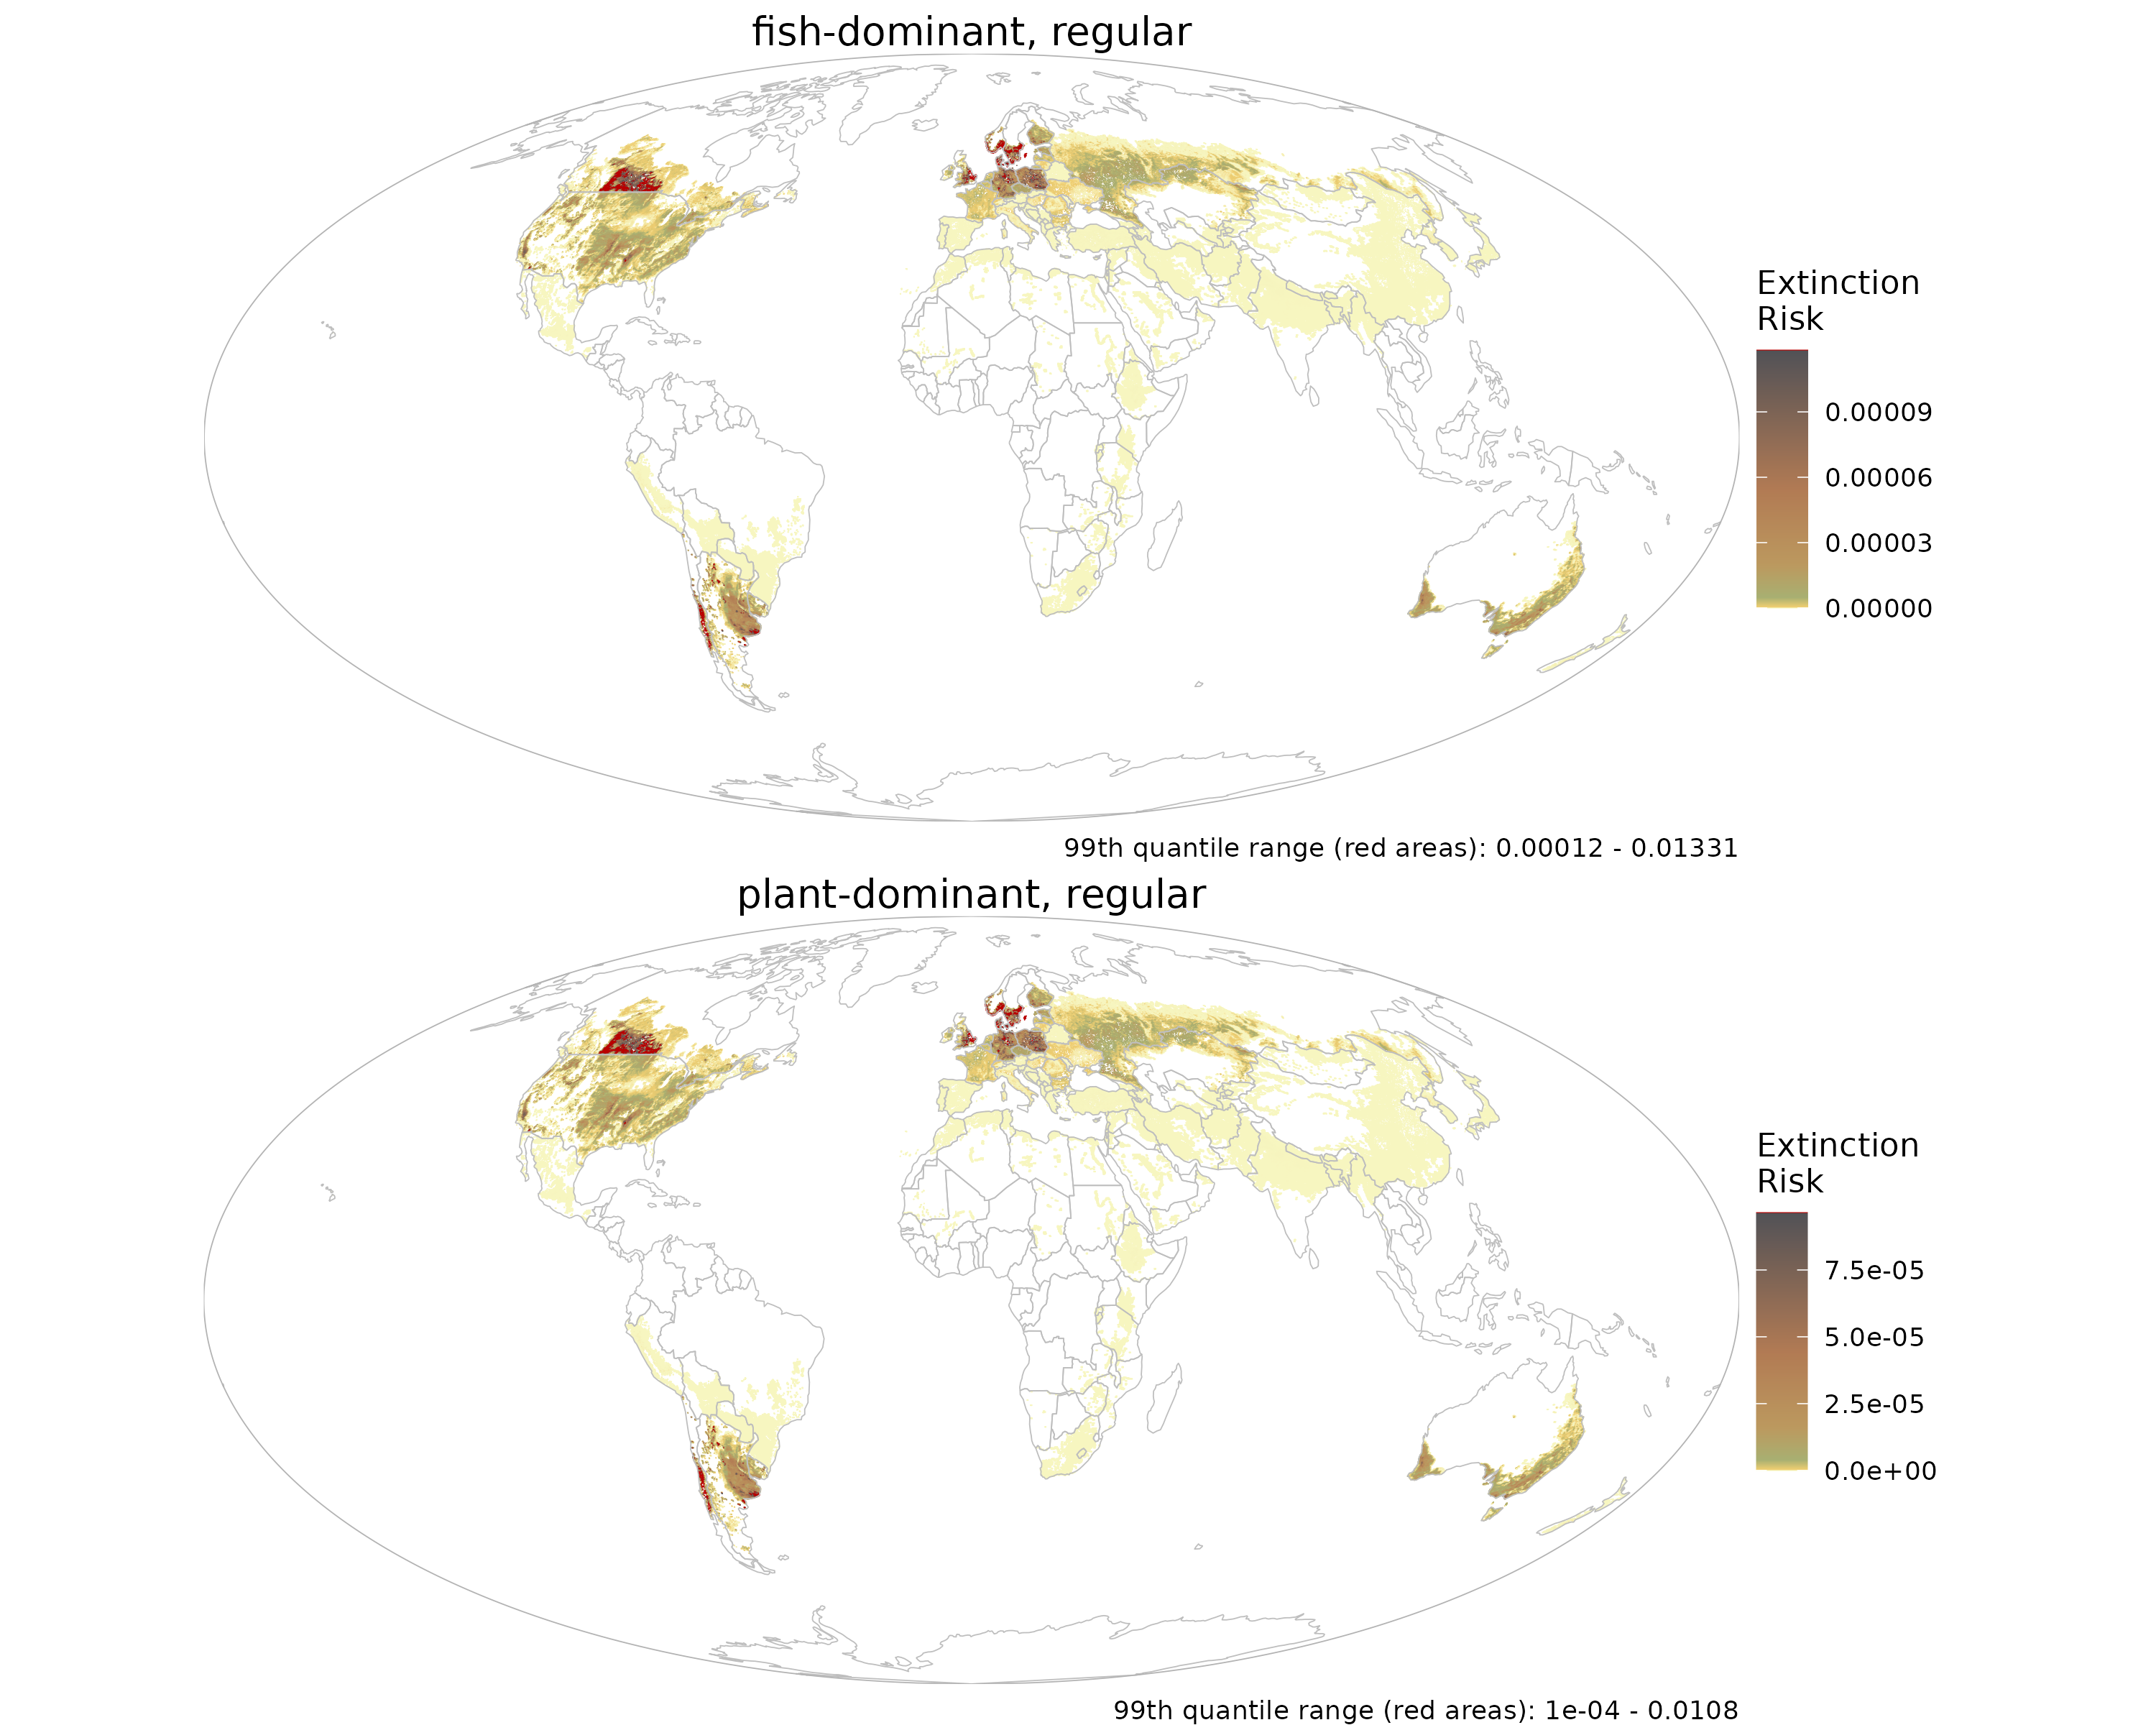 fish-dominant, regular
Extinction
Risk
0.00009
0.00006
0.00003
0.00000
99th quantile range (red areas): 0.00012 - 0.01331
plant-dominant, regular
Extinction
Risk
7.5e-05
5.0e-05
2.5e-05
0.0e+00
99th quantile range (red areas): 1e-04 - 0.0108